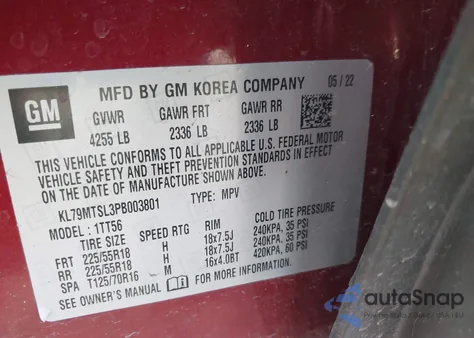 GM
MFD BY GM KOREA COMPANY 05/22
GVWR GAWR FRT GAWR RR
4255 LB 2336 LB 2336 LB
THIS VEHICLE CONFORMS TO ALL APPLICABLE U.S. FEDERAL MOTOR
VEHICLE SAFETY AND THEFT PREVENTION STANDARDS IN EFFECT
ON THE DATE OF MANUFACTURE SHOWN ABOVE.
KL79MTSL3PB003801 TYPE: MPV
MODEL: 1TT56
TIRE SIZE SPEED RTG RIM COLD TIRE PRESSURE
FRT 225/55R18 H 18x7.5J 240KPA, 35 PSI
RR 225/55R18 H 18x7.5J 240KPA, 35 PSI
SPA T125/70R16 M 16x4.0BT 420KPA, 60 PSI
SEE OWNER'S MANUAL FOR MORE INFORMATION.
autoSnap